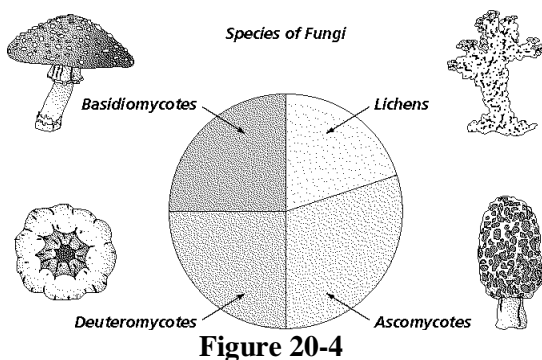 Species of Fungi
Basidiomycotes
Lichens
Deuteromycotes
Ascomycotes
Figure 20-4